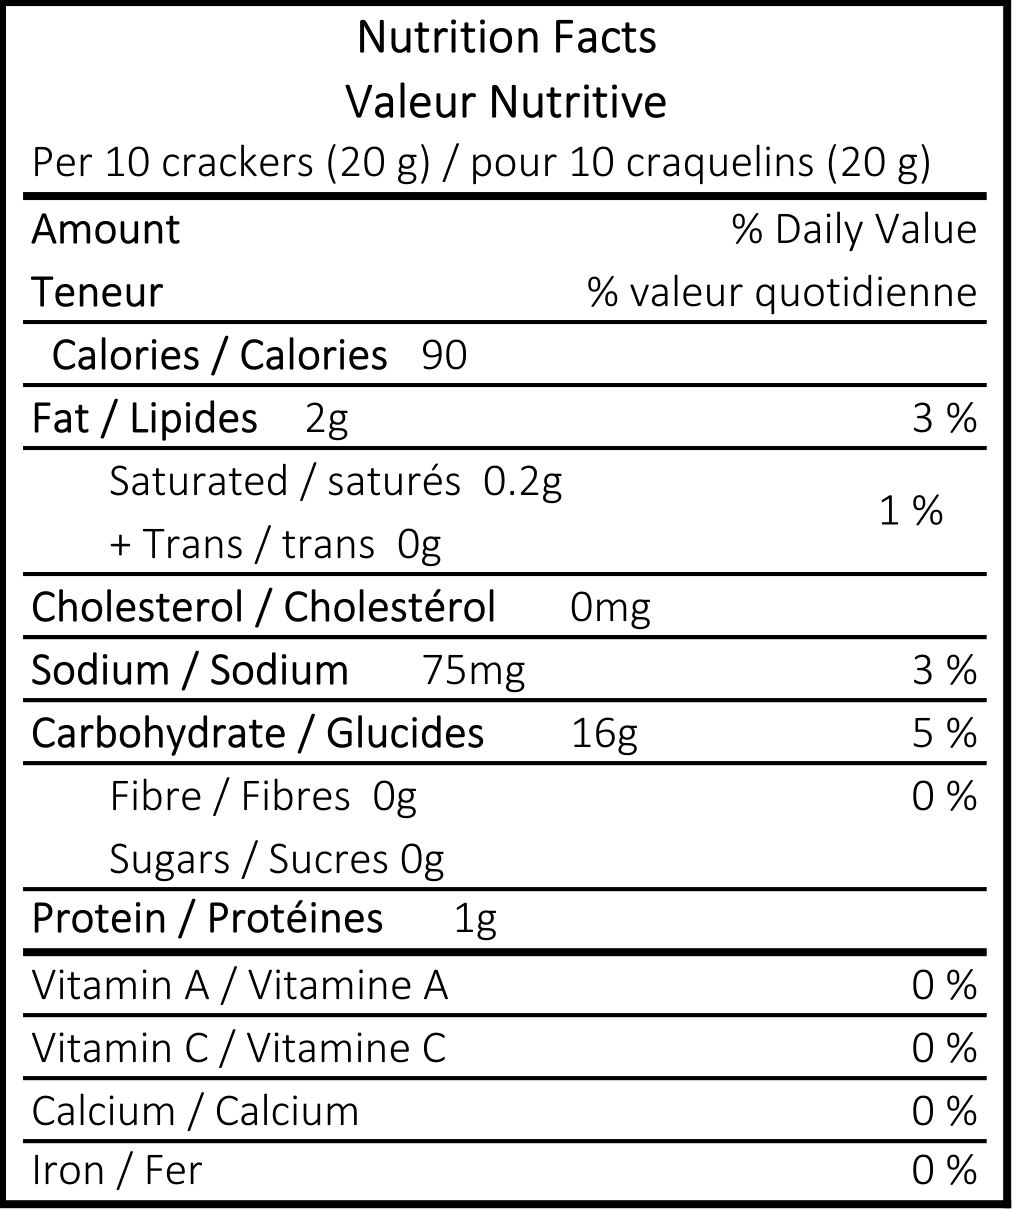 Nutrition Facts
Valeur Nutritive
Per 10 crackers (20 g) / pour 10 craquelins (20 g)
Amount % Daily Value
Teneur % valeur quotidienne
Calories / Calories 90
Fat / Lipides 2g 3 %
Saturated / saturés 0.2g
1 %
+ Trans / trans 0g
Cholesterol / Cholestérol 0mg
Sodium / Sodium 75mg 3 %
Carbohydrate / Glucides 16g 5 %
Fibre / Fibres 0g 0 %
Sugars / Sucres 0g
Protein / Protéines 1g
Vitamin A / Vitamine A 0 %
Vitamin C / Vitamine C 0 %
Calcium / Calcium 0 %
Iron / Fer 0 %